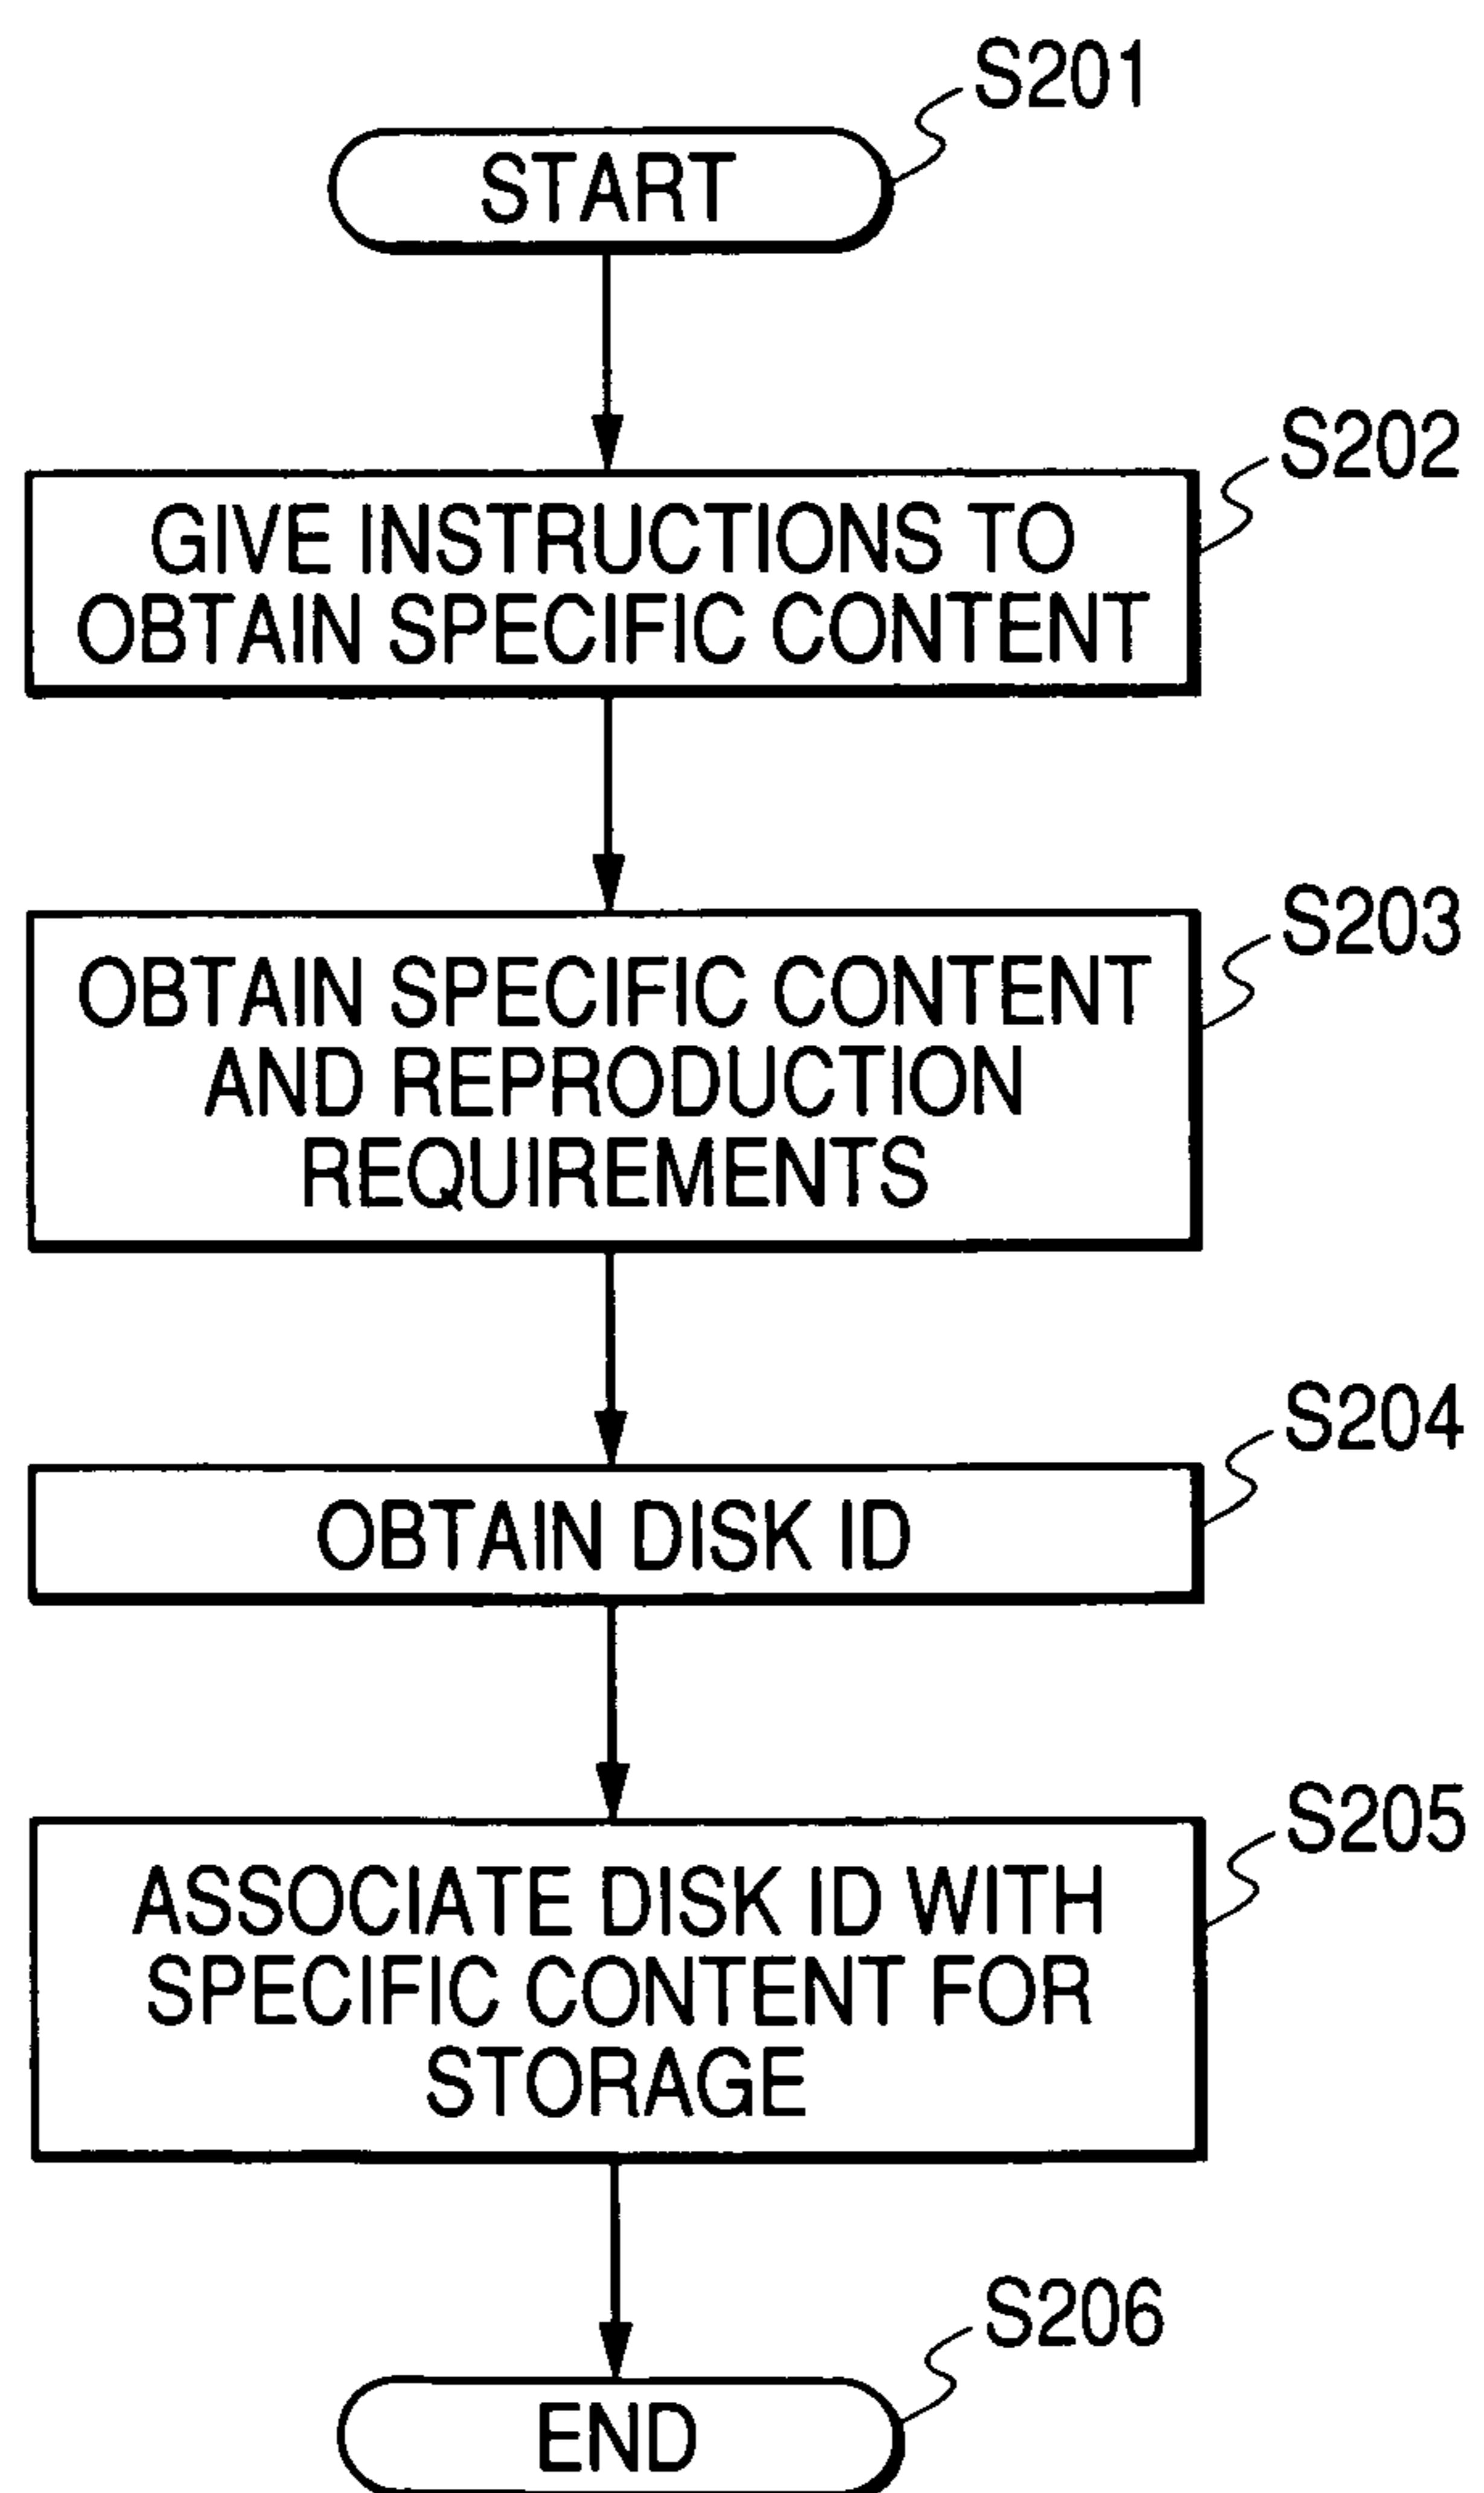 S201
START
S202
GIVE INSTRUCTIONS TO
OBTAIN SPECIFIC CONTENT
S203
OBTAIN SPECIFIC CONTENT
AND REPRODUCTION
REQUIREMENTS
S204
OBTAIN DISK ID
S205
ASSOCIATE DISK ID WITH
SPECIFIC CONTENT FOR
STORAGE
S206
END